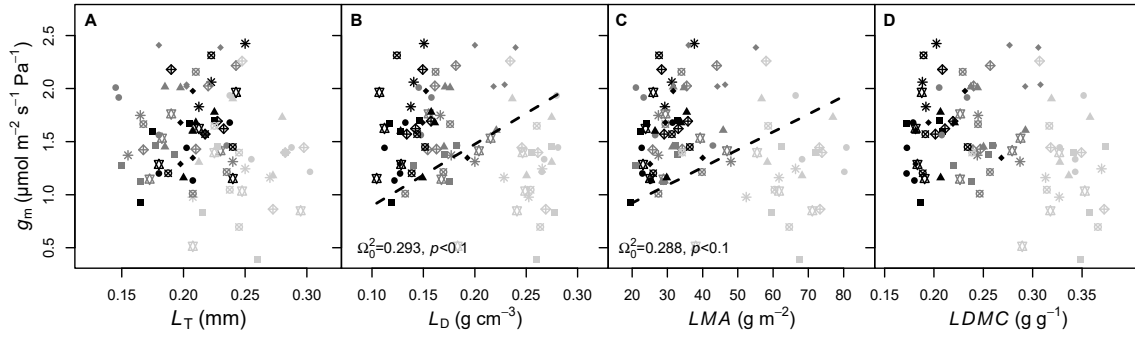 A
B
C
D
g_m (μmol m⁻² s⁻¹ Pa⁻¹)
2.5
2.0
1.5
1.0
0.5
Ω₀²=0.293, p<0.1
Ω₀²=0.288, p<0.1
0.15 0.20 0.25 0.30
0.10 0.15 0.20 0.25 0.30
20 30 40 50 60 70 80
0.15 0.20 0.25 0.30 0.35
L_T (mm)
L_D (g cm⁻³)
LMA (g m⁻²)
LDMC (g g⁻¹)